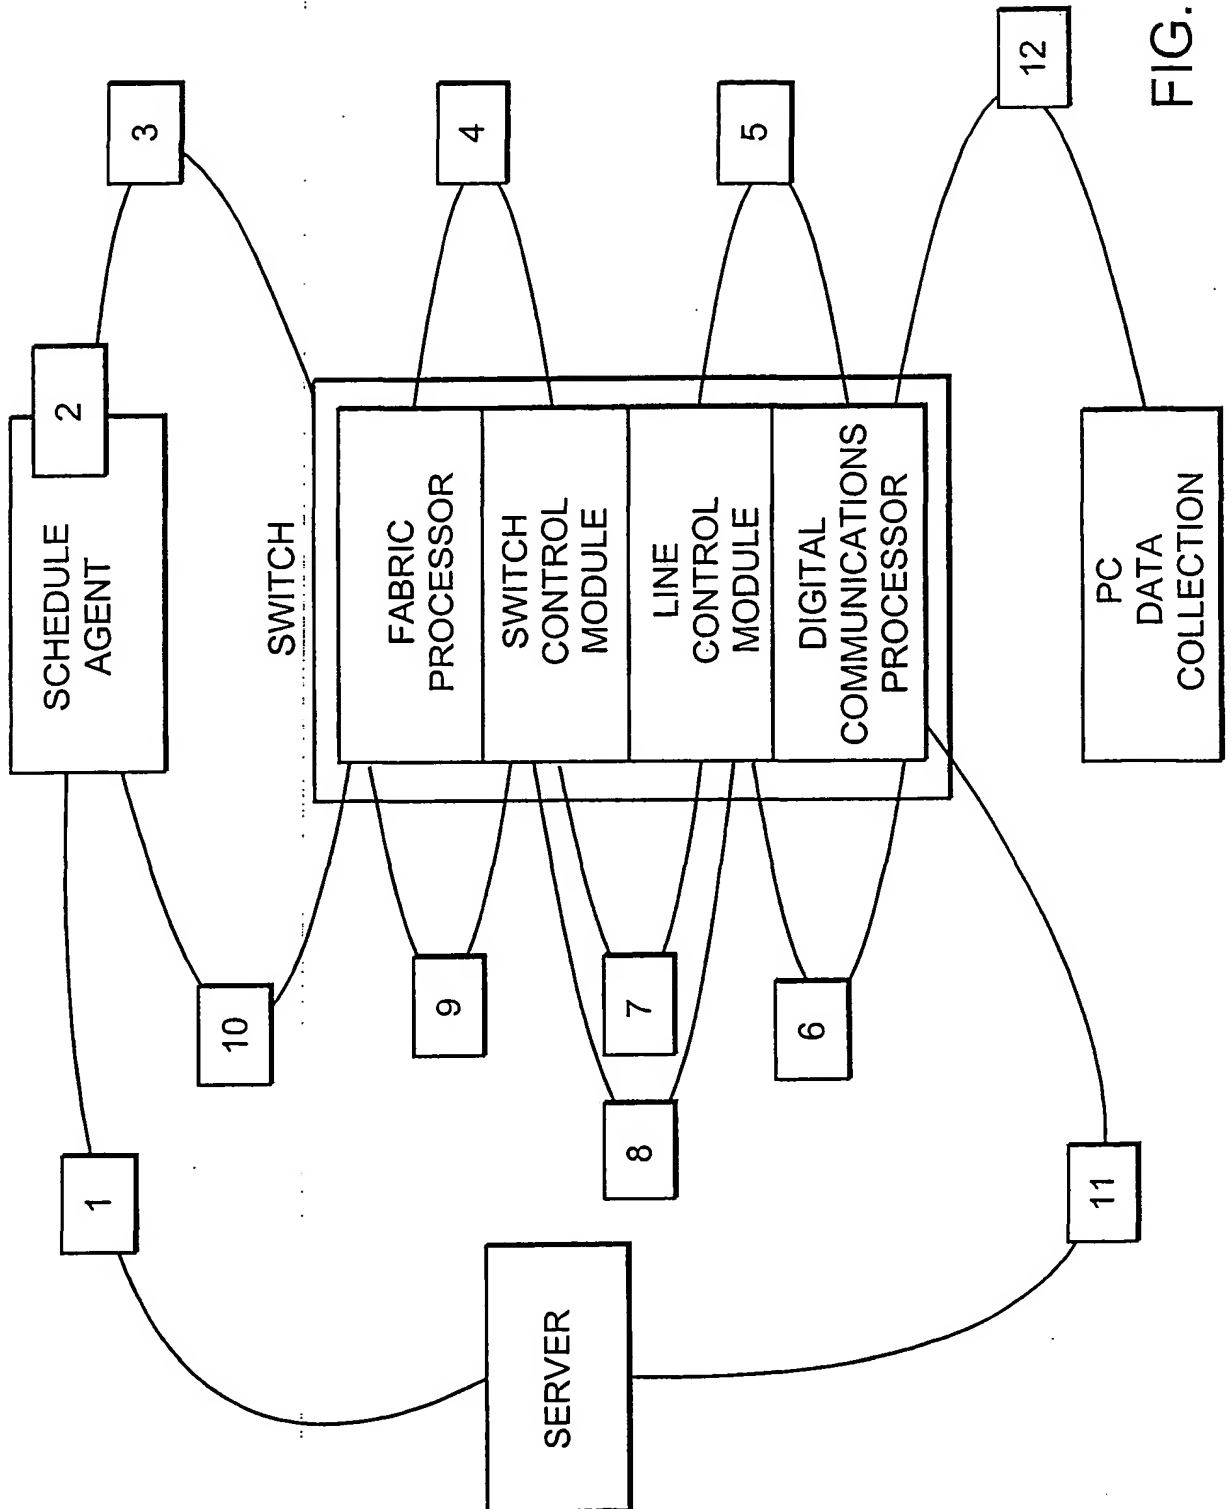 SCHEDULE
AGENT
2
3
1
10
SWITCH
FABRIC
PROCESSOR
SWITCH
CONTROL
MODULE
LINE
CONTROL
MODULE
DIGITAL
COMMUNICATIONS
PROCESSOR
4
5
9
7
8
6
SERVER
11
12
PC
DATA
COLLECTION
FIG.